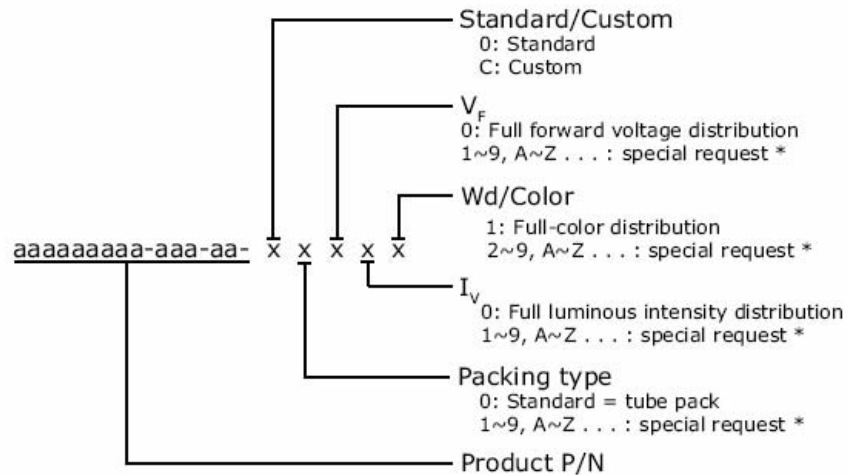 Standard/Custom
0: Standard
C: Custom
VF
0: Full forward voltage distribution
1~9, A~Z . . . : special request *
Wd/Color
1: Full-color distribution
2~9, A~Z . . . : special request *
aaaaaaaaa-aaa-aa- x x x x x
IV
0: Full luminous intensity distribution
1~9, A~Z . . . : special request *
Packing type
0: Standard = tube pack
1~9, A~Z . . . : special request *
Product P/N